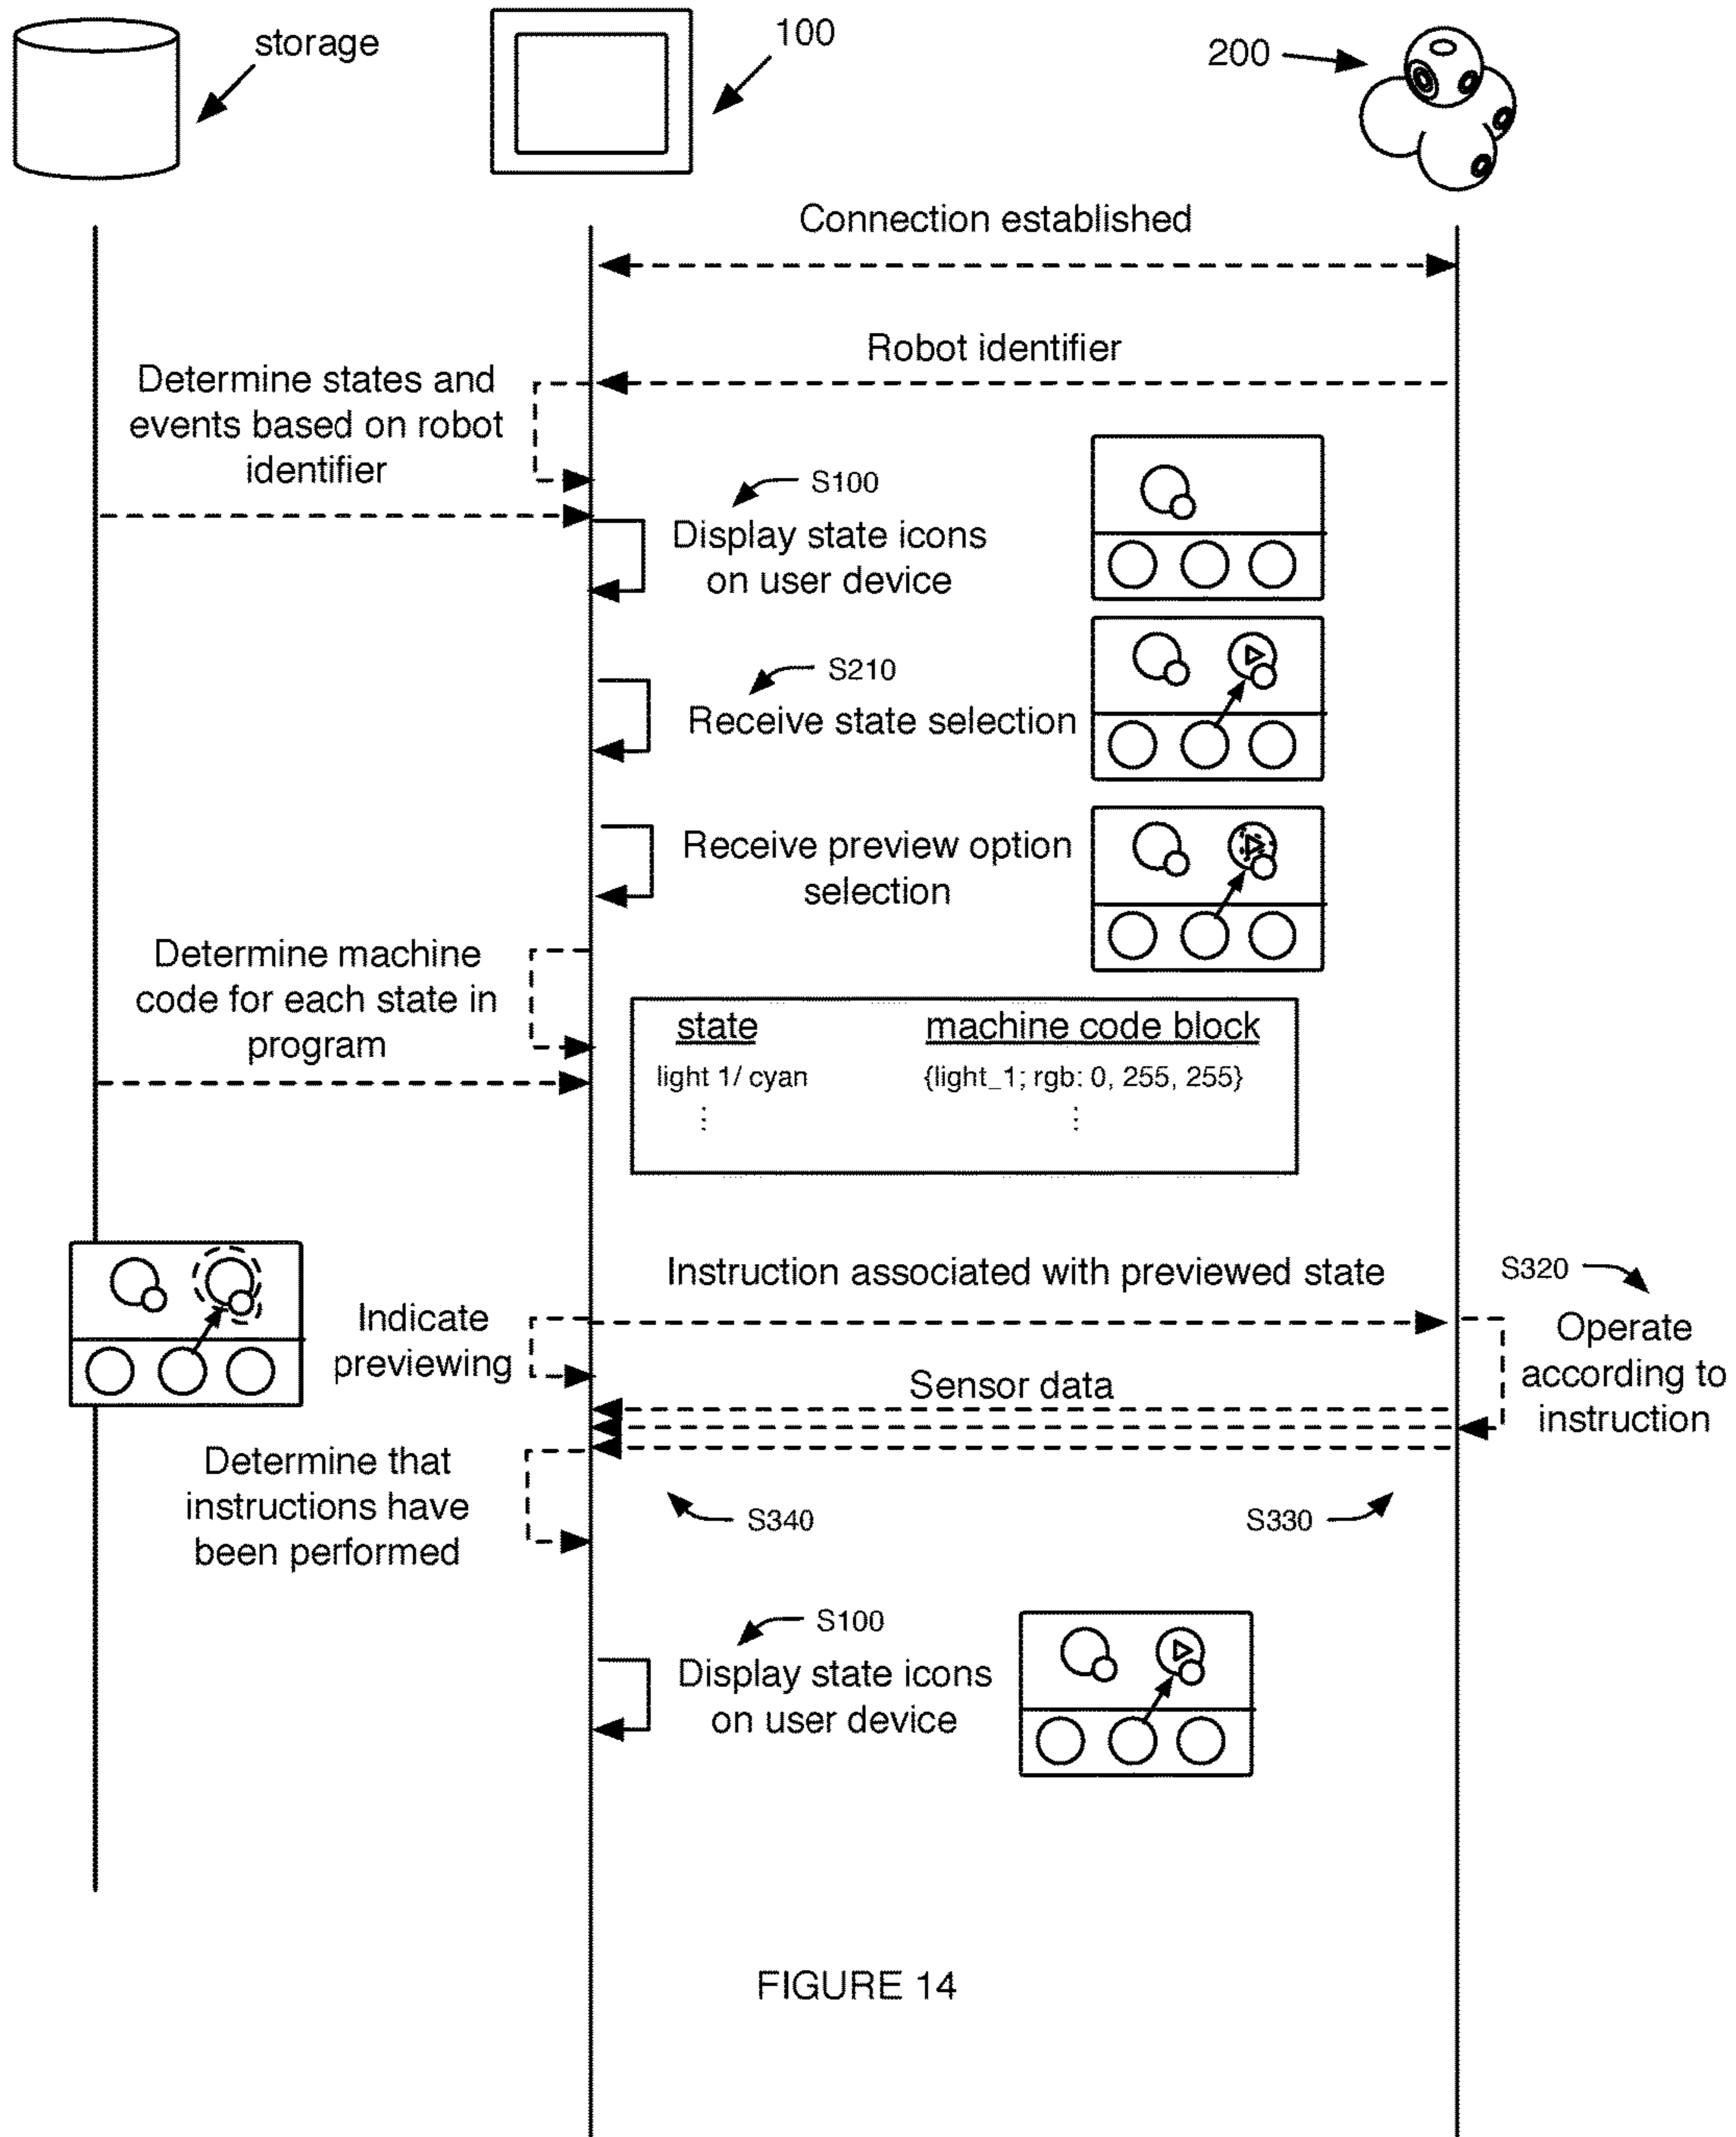 storage
100
200
Connection established
Robot identifier
Determine states and
events based on robot
identifier
S100
Display state icons
on user device
S210
Receive state selection
Receive preview option
selection
Determine machine
code for each state in
program
state machine code block
light 1/ cyan {light_1; rgb: 0, 255, 255}
⋮ ⋮
Instruction associated with previewed state
S320
Operate
according to
instruction
Indicate
previewing
Sensor data
Determine that
instructions have
been performed
S340
S330
S100
Display state icons
on user device
FIGURE 14